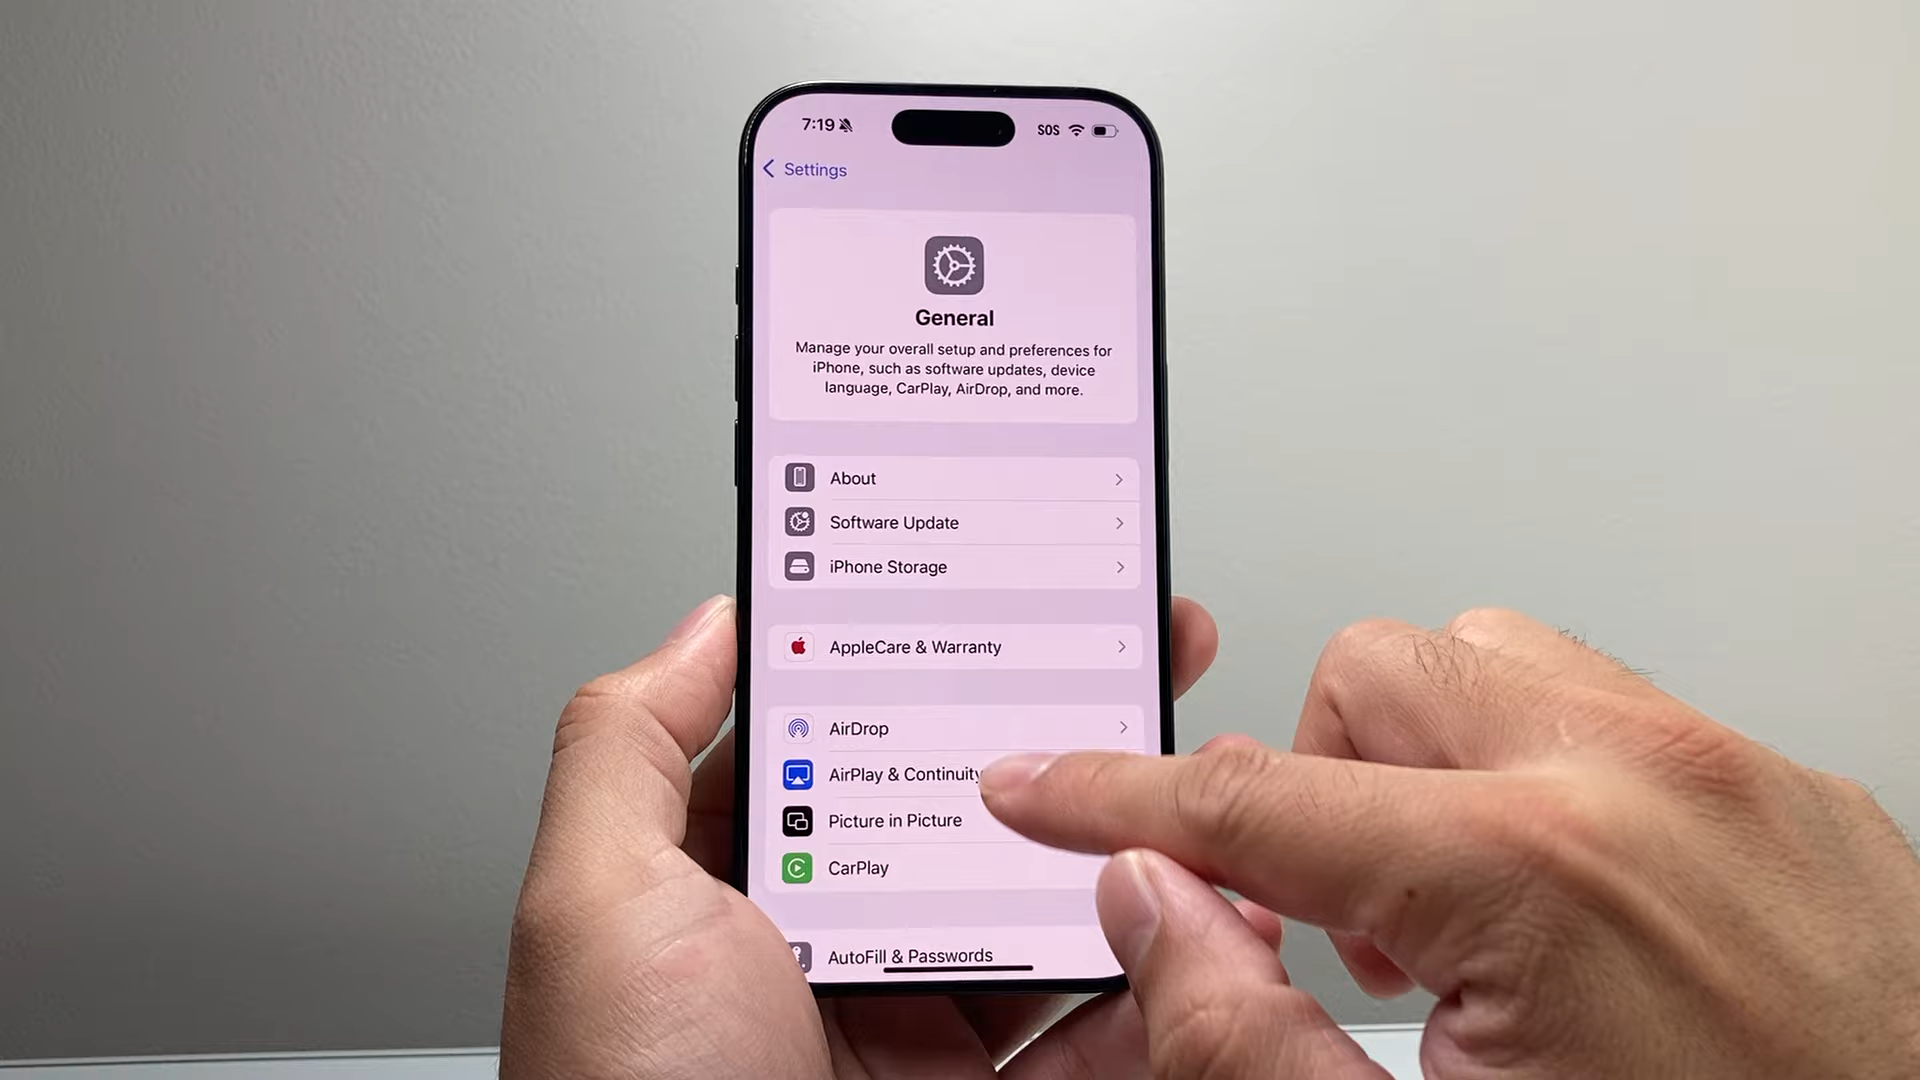 7:19
SOS
Settings
General
Manage your overall setup and preferences for
iPhone, such as software updates, device
language, CarPlay, AirDrop, and more.
About
Software Update
iPhone Storage
AppleCare & Warranty
AirDrop
AirPlay & Continuity
Picture in Picture
CarPlay
AutoFill & Passwords